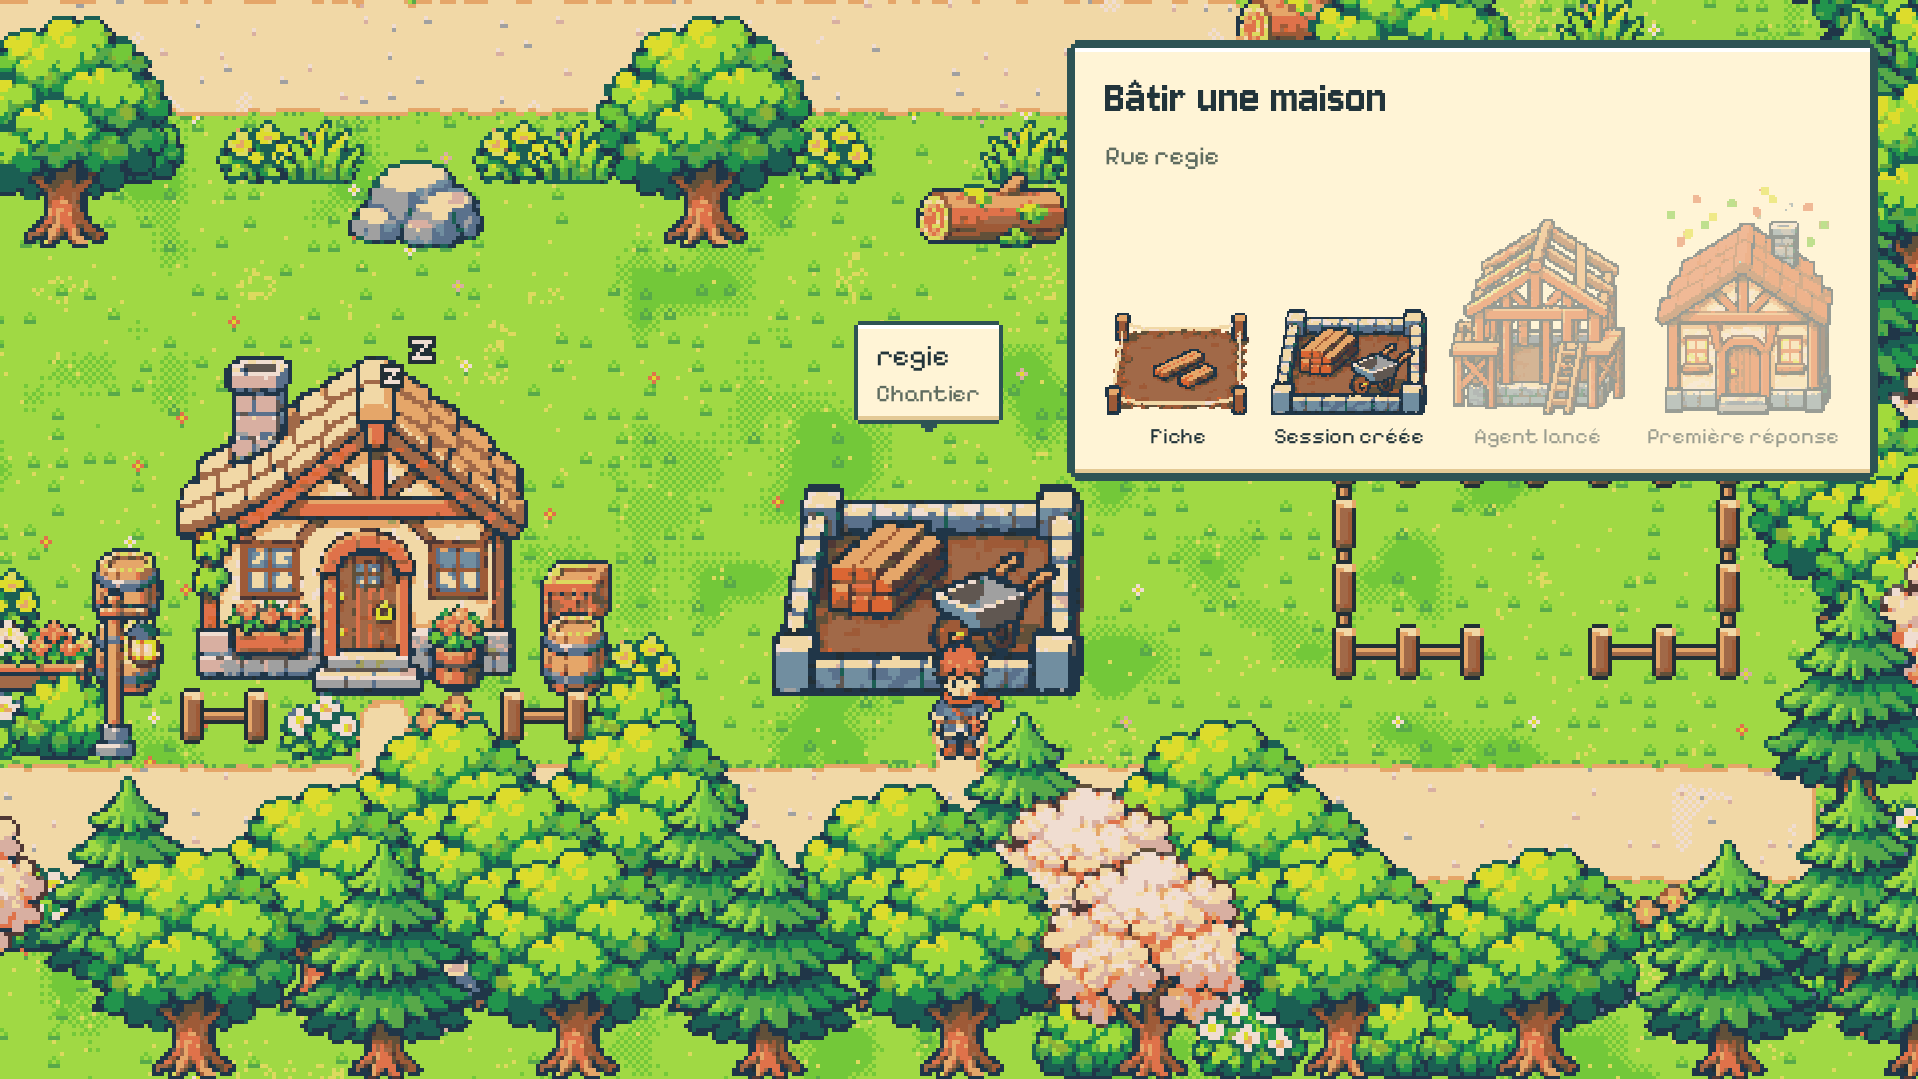 Bâtir une maison
Rue regie
Fiche
Session créée
Agent lancé
Première réponse
regie
Chantier
Z
Z